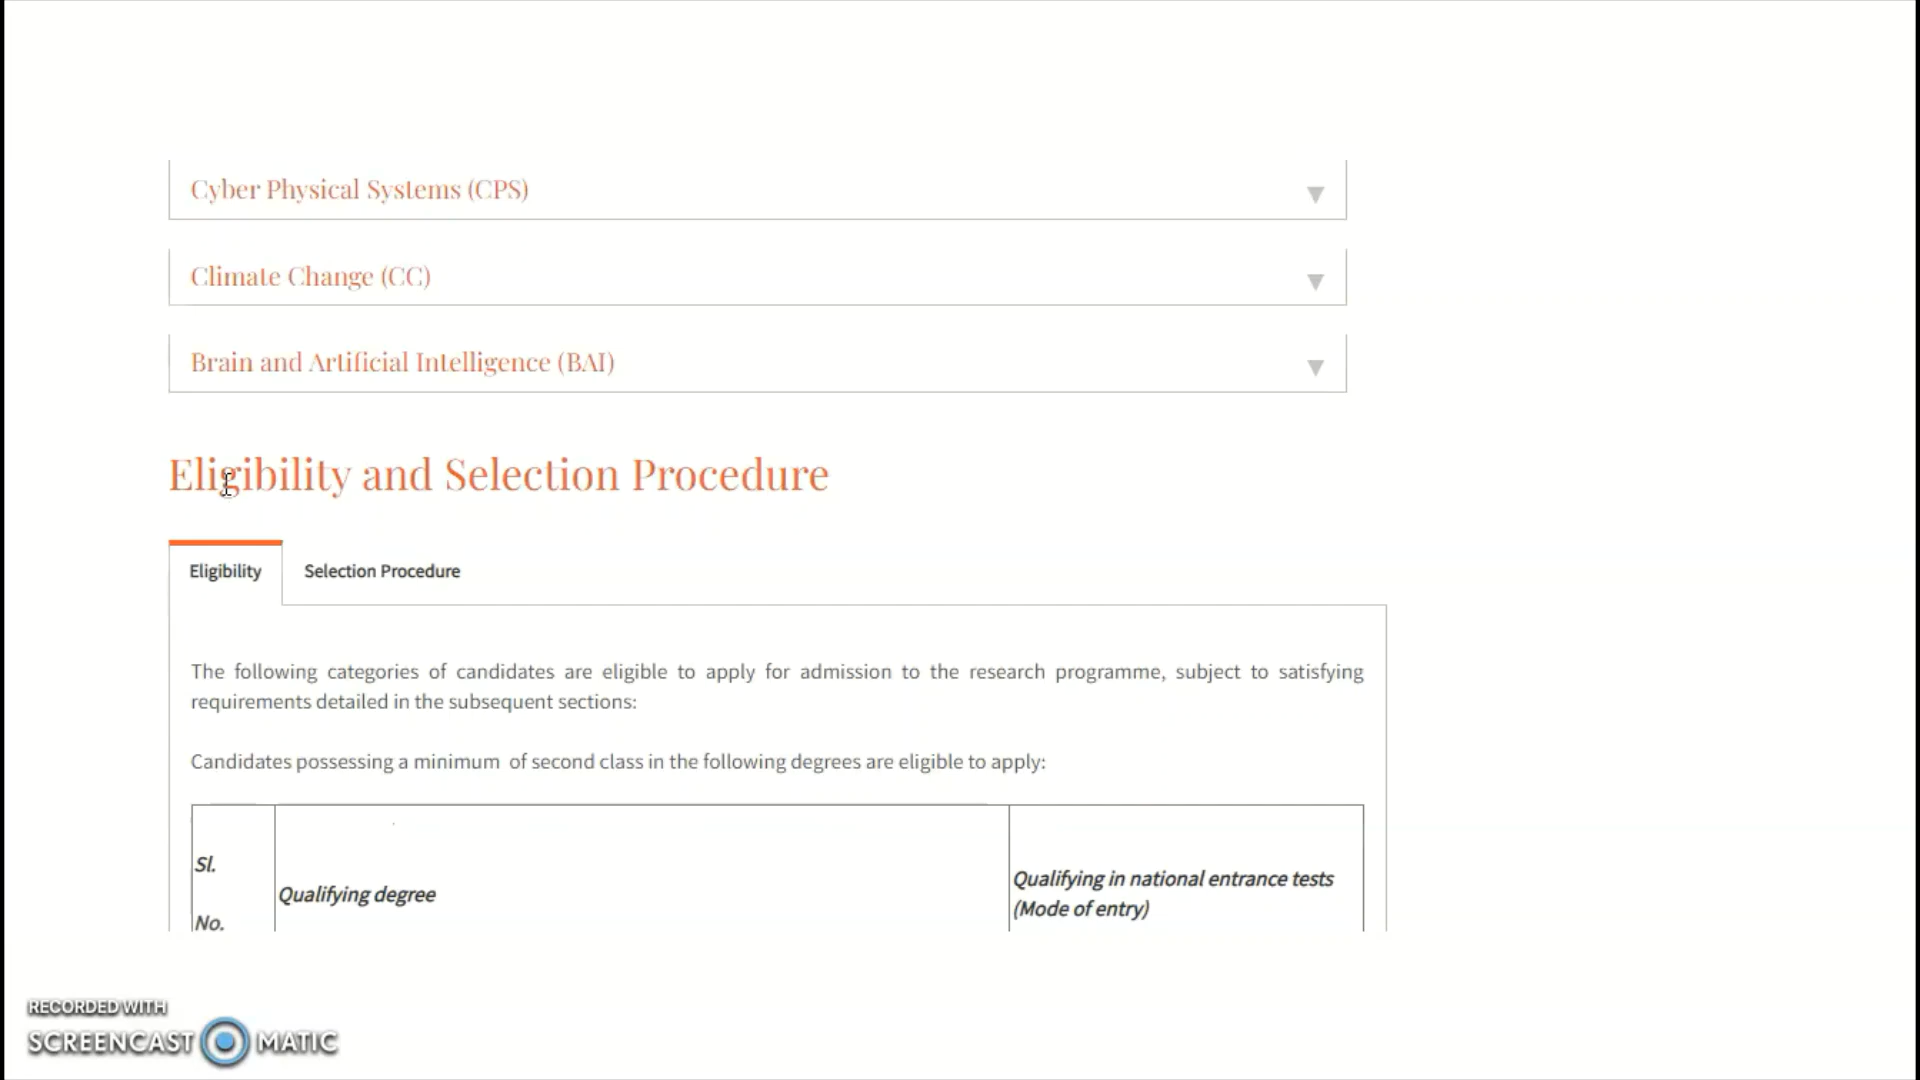 Cyber Physical Systems (CPS)
Climate Change (CC)
Brain and Artificial Intelligence (BAI)
Eligibility and Selection Procedure
Eligibility Selection Procedure
The following categories of candidates are eligible to apply for admission to the research programme, subject to satisfying
requirements detailed in the subsequent sections:
Candidates possessing a minimum of second class in the following degrees are eligible to apply:
Sl.
No.
Qualifying degree
Qualifying in national entrance tests
(Mode of entry)
RECORDED WITH
SCREENCAST MATIC